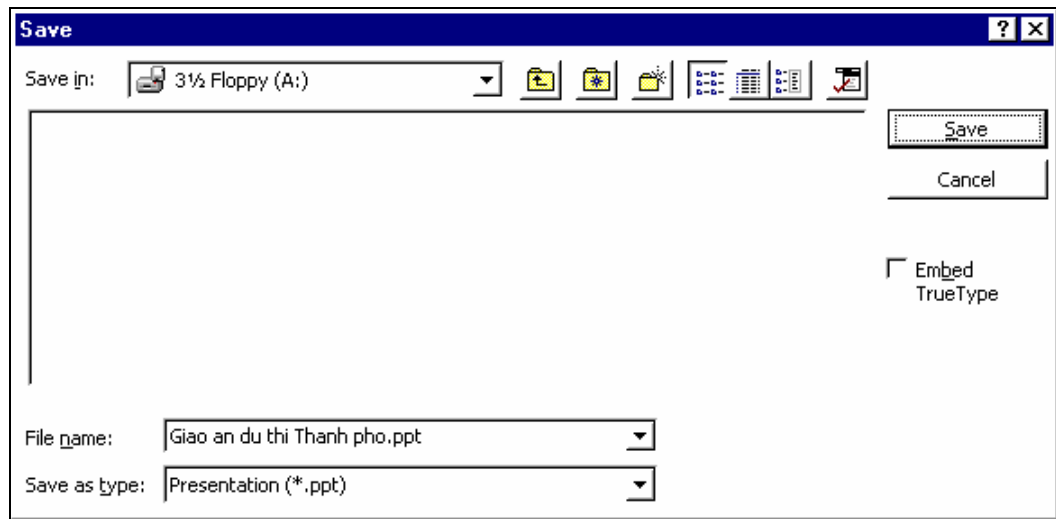 Save
Save in: 3½ Floppy (A:)
Save
Cancel
Embed
TrueType
File name: Giao an du thi Thanh pho.ppt
Save as type: Presentation (*.ppt)